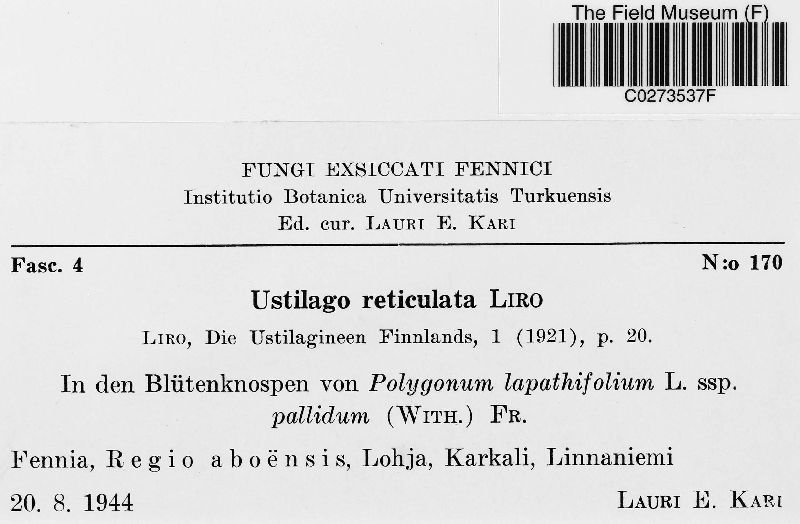 The Field Museum (F)
C0273537F
FUNGI EXSICCATI FENNICI
Institutio Botanica Universitatis Turkuensis
Ed. cur. LAURI E. KARI
Fasc. 4 N:o 170
Ustilago reticulata LIRO
LIRO, Die Ustilagineen Finnlands, 1 (1921), p. 20.
In den Blütenknospen von Polygonum lapathifolium L. ssp.
pallidum (WITH.) FR.
Fennia, Regio aboënsis, Lohja, Karkali, Linnaniemi
20. 8. 1944 LAURI E. KARI